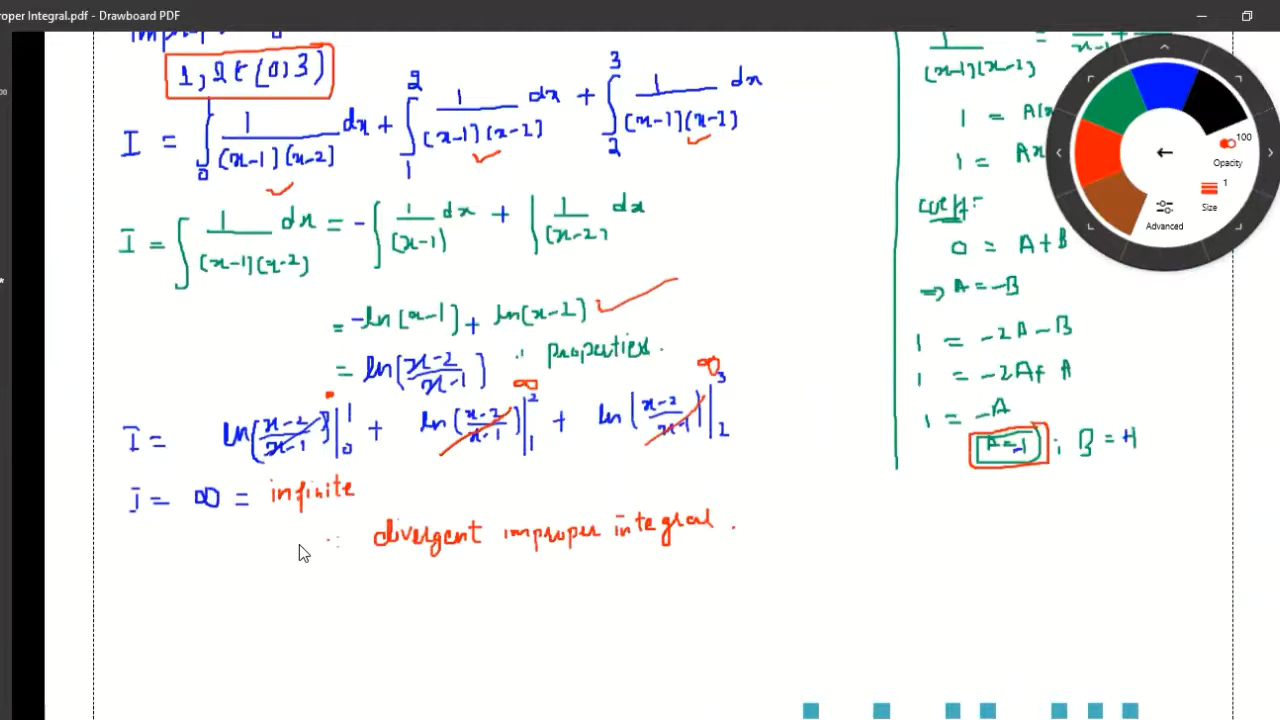 roper Integral.pdf - Drawboard PDF
1, 2 ∈ (0, 3)
I = ∫₀¹ 1/((x-1)(x-2)) dx + ∫₁² 1/((x-1)(x-2)) dx + ∫₂³ 1/((x-1)(x-2)) dx
I = ∫ 1/((x-1)(x-2)) dx = -∫ 1/(x-1) dx + ∫ 1/(x-2) dx
= -ln(x-1) + ln(x-2)
= ln(x-2/x-1) ∵ properties.
I = ln(x-2/x-1)|₀¹ + ln(x-2/x-1)|₁² ∞ + ln(x-2/x-1)|₂³ ∞
I = ∞ = infinite
∴ divergent improper integral.
1/((x-1)(x-2)) =
1 = A(x
1 = Ax
coeff:-
0 = A+B
⇒ A = -B
1 = -2A - B
1 = -2A + A
1 = -A
A = -1 ; B = +1
100
Opacity
1
Size
Advanced